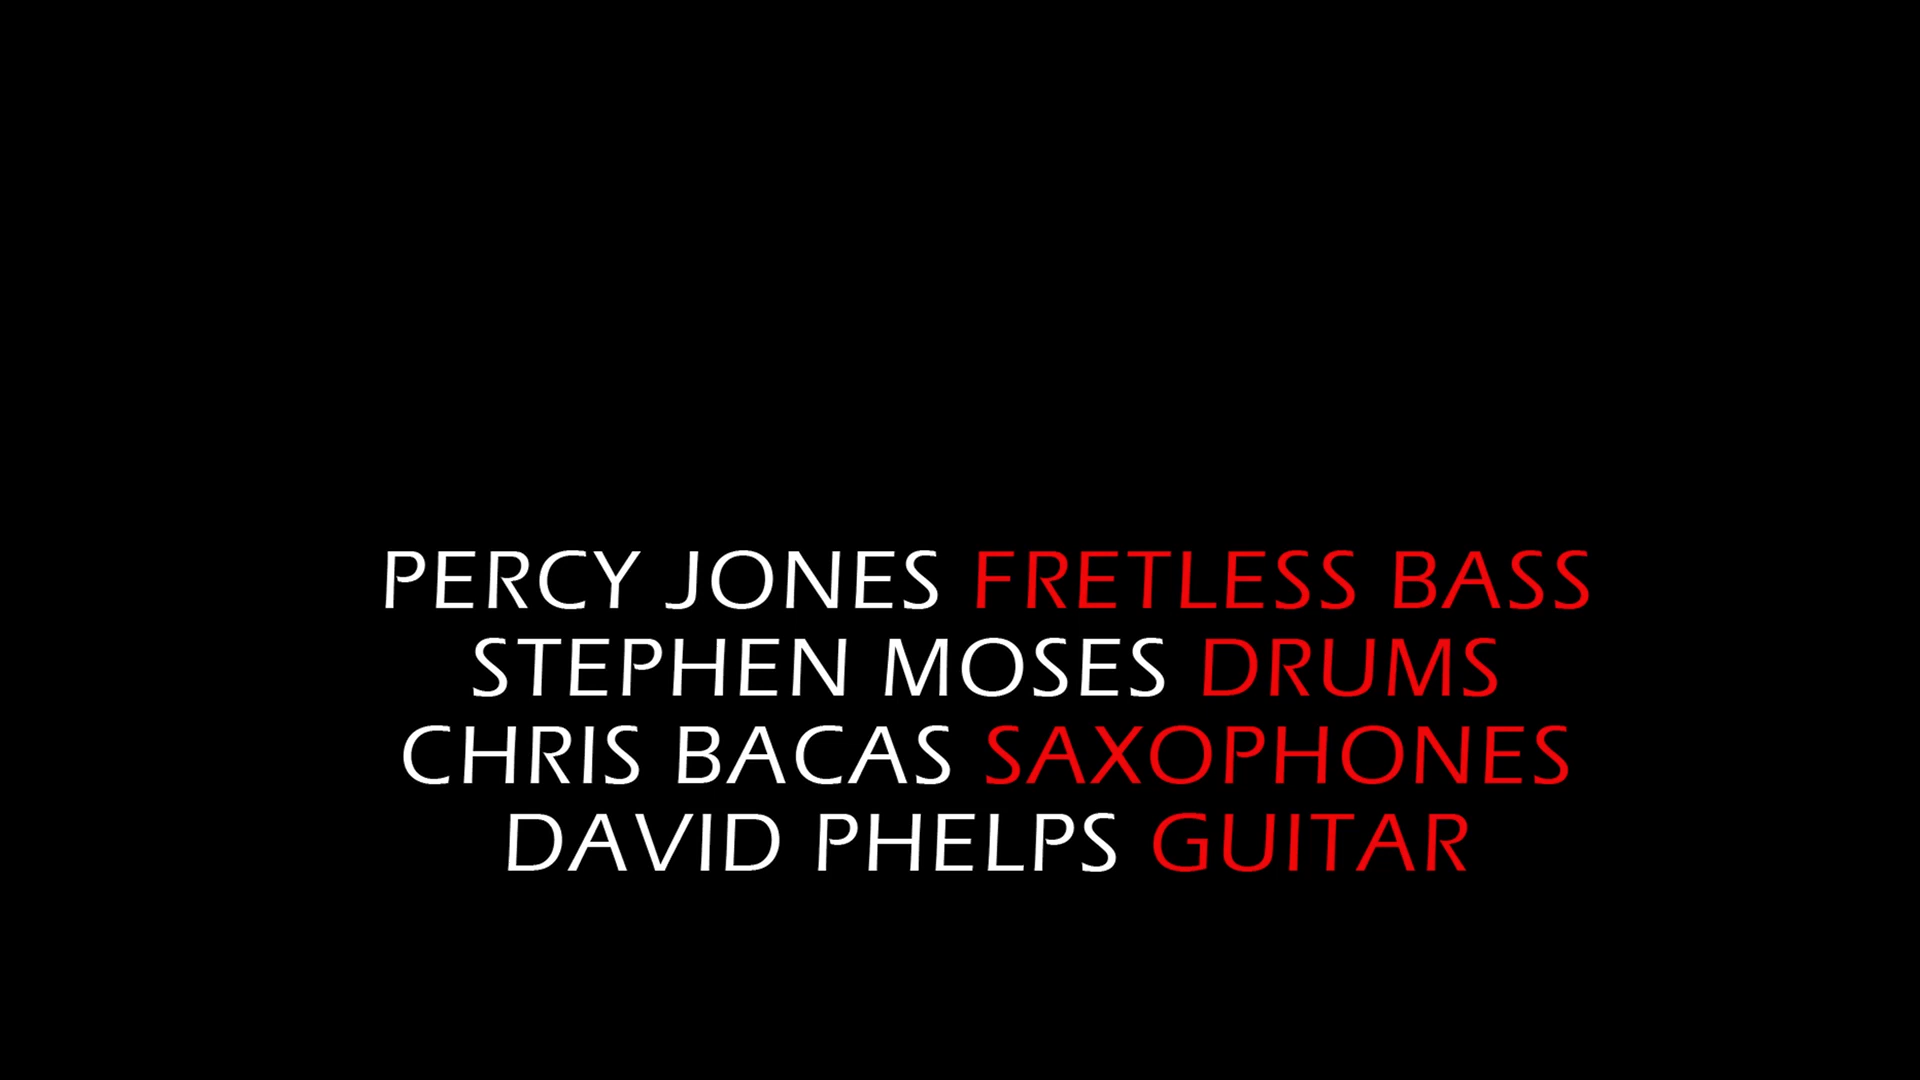 PERCY JONES FRETLESS BASS
STEPHEN MOSES DRUMS
CHRIS BACAS SAXOPHONES
DAVID PHELPS GUITAR